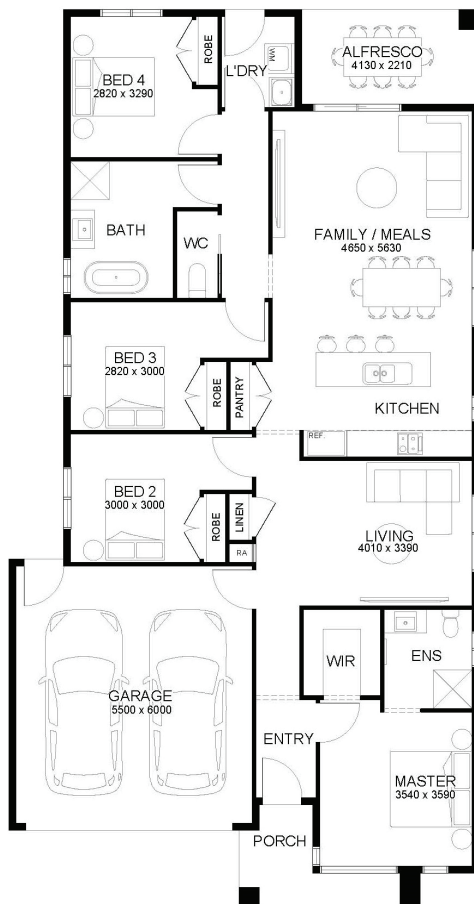 BED 4
2820 x 3290
ROBE
L'DRY
WM
ALFRESCO
4130 x 2210
BATH
WC
FAMILY / MEALS
4650 x 5630
BED 3
2820 x 3000
ROBE
PANTRY
KITCHEN
REF.
BED 2
3000 x 3000
ROBE
LINEN
RA
LIVING
4010 x 3390
WIR
ENS
GARAGE
5500 x 6000
ENTRY
MASTER
3540 x 3590
PORCH